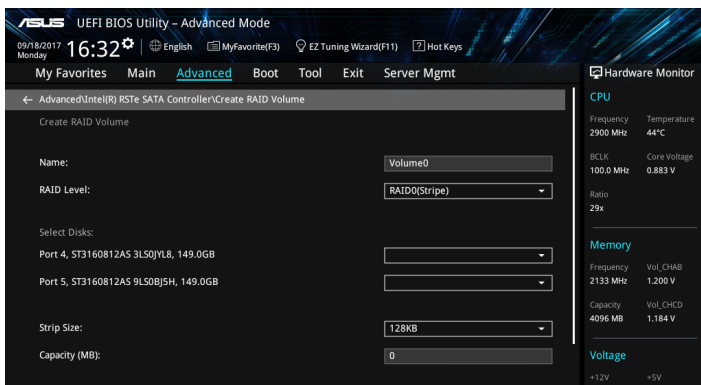 ASUS UEFI BIOS Utility – Advanced Mode
09/18/2017 Monday 16:32 English MyFavorite(F3) EZ Tuning Wizard(F11) ? Hot Keys
My Favorites Main Advanced Boot Tool Exit Server Mgmt
← Advanced\Intel(R) RSTe SATA Controller\Create RAID Volume
Create RAID Volume
Name: Volume0
RAID Level: RAID0(Stripe)
Select Disks:
Port 4, ST3160812AS 3LS0JYL8, 149.0GB
Port 5, ST3160812AS 9LS0BJ5H, 149.0GB
Strip Size: 128KB
Capacity (MB): 0
Hardware Monitor
CPU
Frequency Temperature
2900 MHz 44°C
BCLK Core Voltage
100.0 MHz 0.883 V
Ratio
29x
Memory
Frequency Vol_CHAB
2133 MHz 1.200 V
Capacity Vol_CHCD
4096 MB 1.184 V
Voltage
+12V +5V